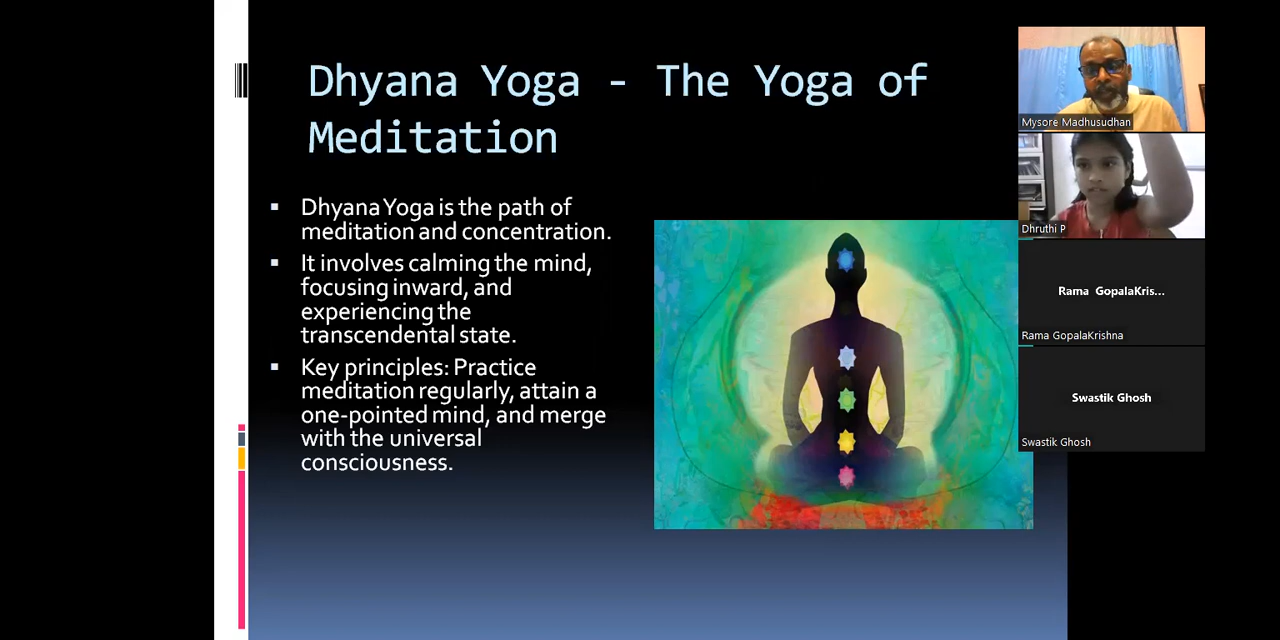 Dhyana Yoga - The Yoga of
Meditation
Dhyana Yoga is the path of
meditation and concentration.
It involves calming the mind,
focusing inward, and
experiencing the
transcendental state.
Key principles: Practice
meditation regularly, attain a
one-pointed mind, and merge
with the universal
consciousness.
Mysore Madhusudhan
Dhruthi P
Rama GopalaKris...
Rama GopalaKrishna
Swastik Ghosh
Swastik Ghosh